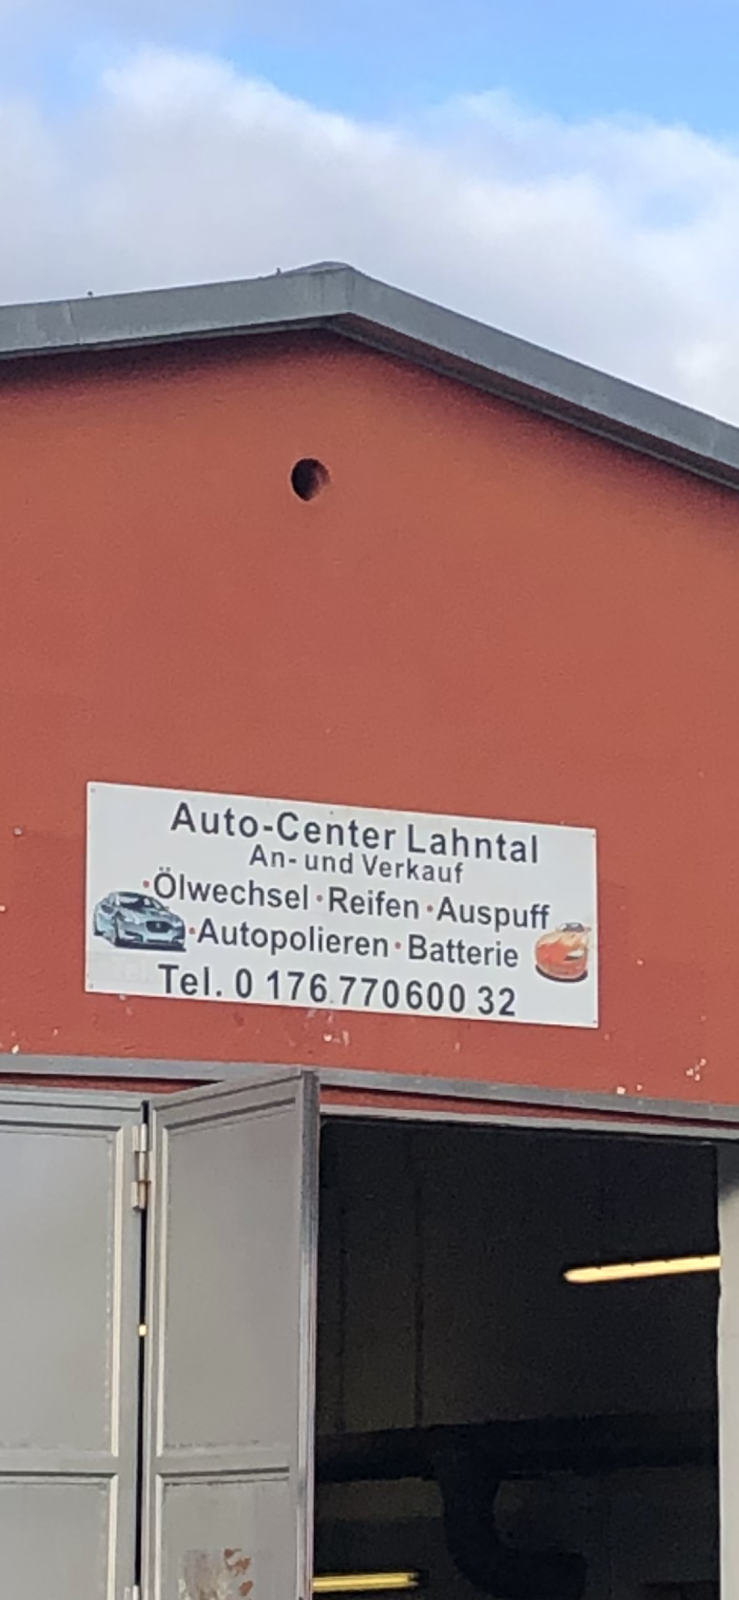 Auto-Center Lahntal
An- und Verkauf
•Ölwechsel•Reifen•Auspuff
•Autopolieren•Batterie
Tel. 0 176 770600 32